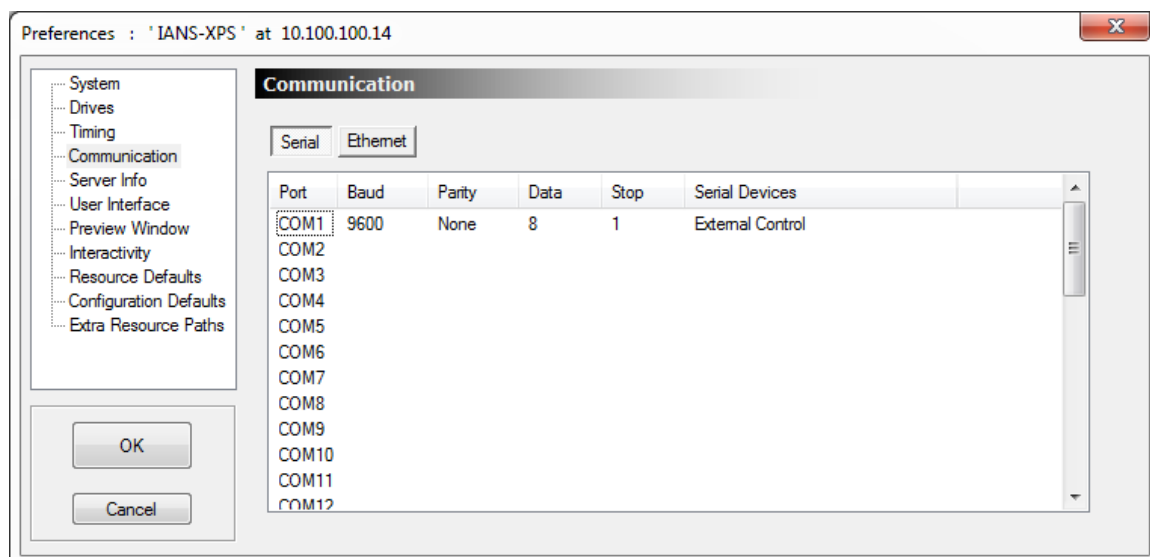 Preferences : 'IANS-XPS' at 10.100.100.14
System
Drives
Timing
Communication
Server Info
User Interface
Preview Window
Interactivity
Resource Defaults
Configuration Defaults
Extra Resource Paths
OK
Cancel
Communication
Serial Ethernet
Port Baud Parity Data Stop Serial Devices
COM1 9600 None 8 1 External Control
COM2
COM3
COM4
COM5
COM6
COM7
COM8
COM9
COM10
COM11
COM12